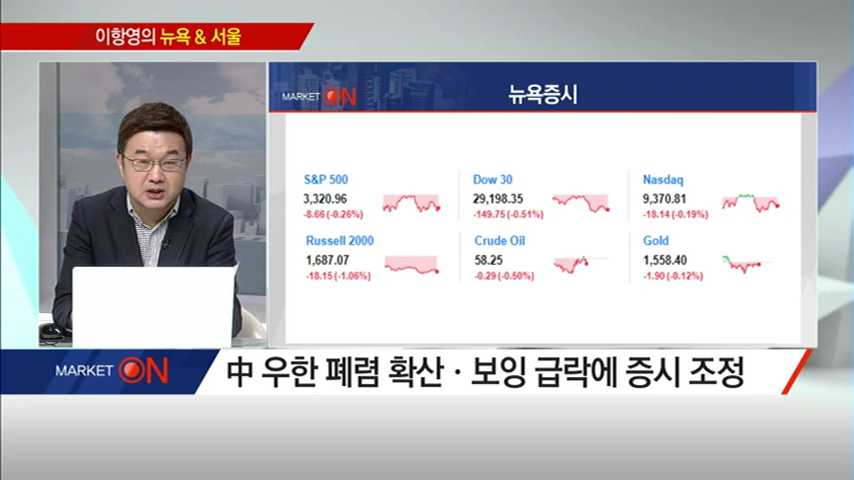 이항영의 뉴욕 & 서울
MARKET ON
뉴욕증시
S&P 500
3,320.96
-8.66 (-0.26%)
Dow 30
29,198.35
-149.75 (-0.51%)
Nasdaq
9,370.81
-18.14 (-0.19%)
Russell 2000
1,687.07
-18.15 (-1.06%)
Crude Oil
58.25
-0.29 (-0.50%)
Gold
1,558.40
-1.90 (-0.12%)
MARKET ON
中 우한 폐렴 확산 · 보잉 급락에 증시 조정